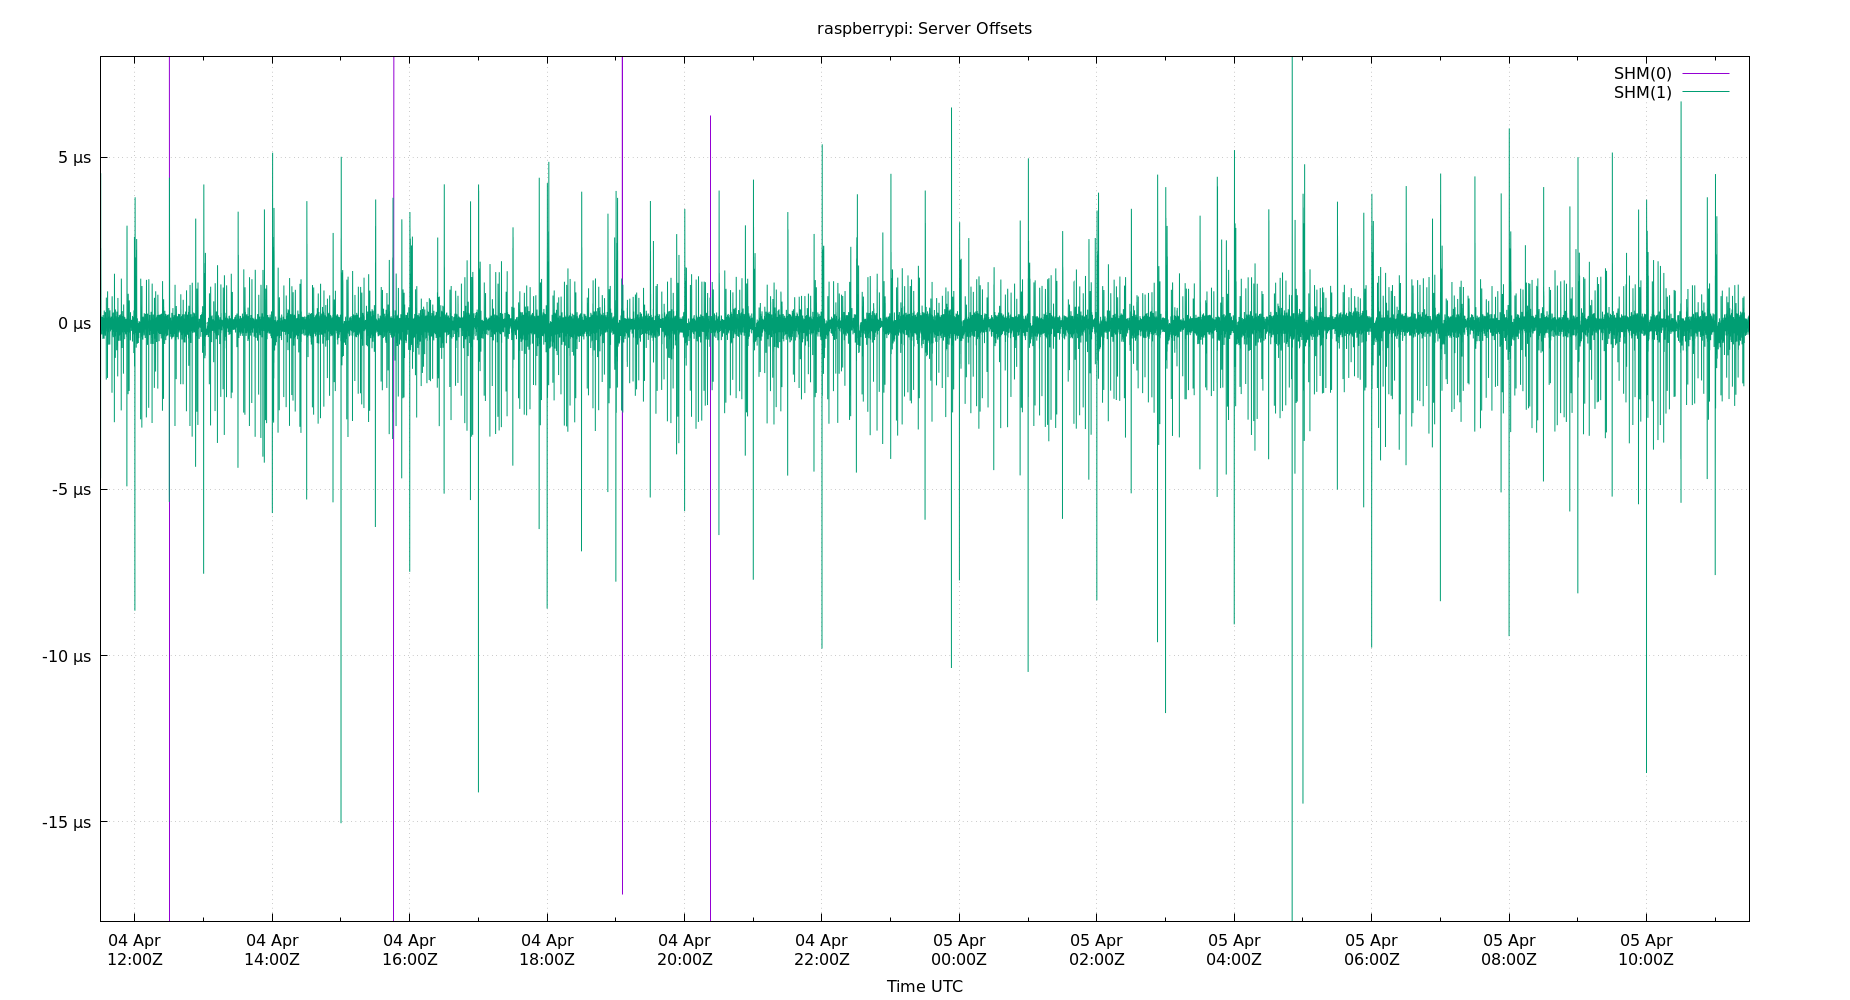 raspberrypi: Server Offsets
SHM(0)
SHM(1)
5 µs
0 µs
-5 µs
-10 µs
-15 µs
04 Apr 04 Apr 04 Apr 04 Apr 04 Apr 04 Apr 05 Apr 05 Apr 05 Apr 05 Apr 05 Apr 05 Apr
12:00Z 14:00Z 16:00Z 18:00Z 20:00Z 22:00Z 00:00Z 02:00Z 04:00Z 06:00Z 08:00Z 10:00Z
Time UTC